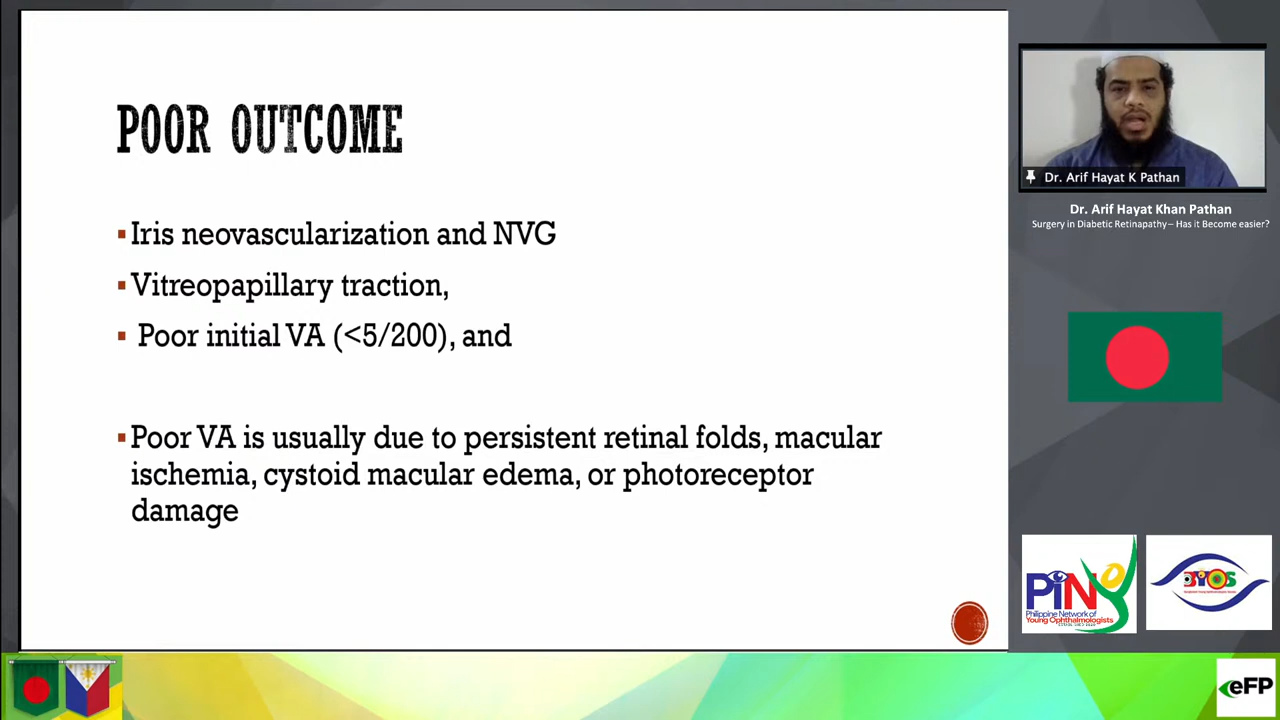 POOR OUTCOME
▪Iris neovascularization and NVG
▪Vitreopapillary traction,
▪ Poor initial VA (<5/200), and
▪Poor VA is usually due to persistent retinal folds, macular
ischemia, cystoid macular edema, or photoreceptor
damage
Dr. Arif Hayat K Pathan
Dr. Arif Hayat Khan Pathan
Surgery in Diabetic Retinapathy – Has it Become easier?
PiNY
Philippine Network of
Young Ophthalmologists
BYOS
eFP